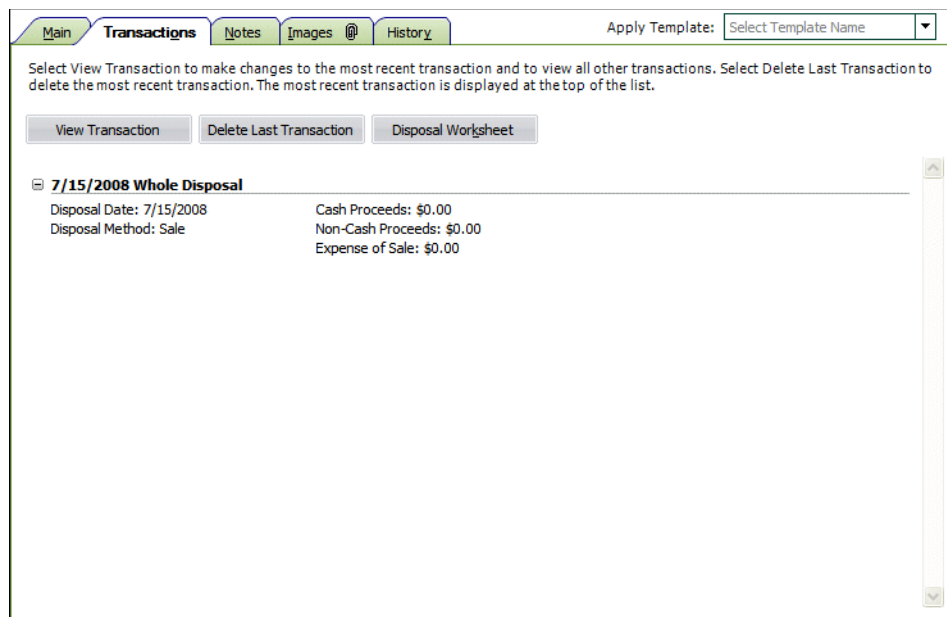 Main Transactions Notes Images History Apply Template: Select Template Name
Select View Transaction to make changes to the most recent transaction and to view all other transactions. Select Delete Last Transaction to
delete the most recent transaction. The most recent transaction is displayed at the top of the list.
View Transaction Delete Last Transaction Disposal Worksheet
7/15/2008 Whole Disposal
Disposal Date: 7/15/2008 Cash Proceeds: $0.00
Disposal Method: Sale Non-Cash Proceeds: $0.00
Expense of Sale: $0.00